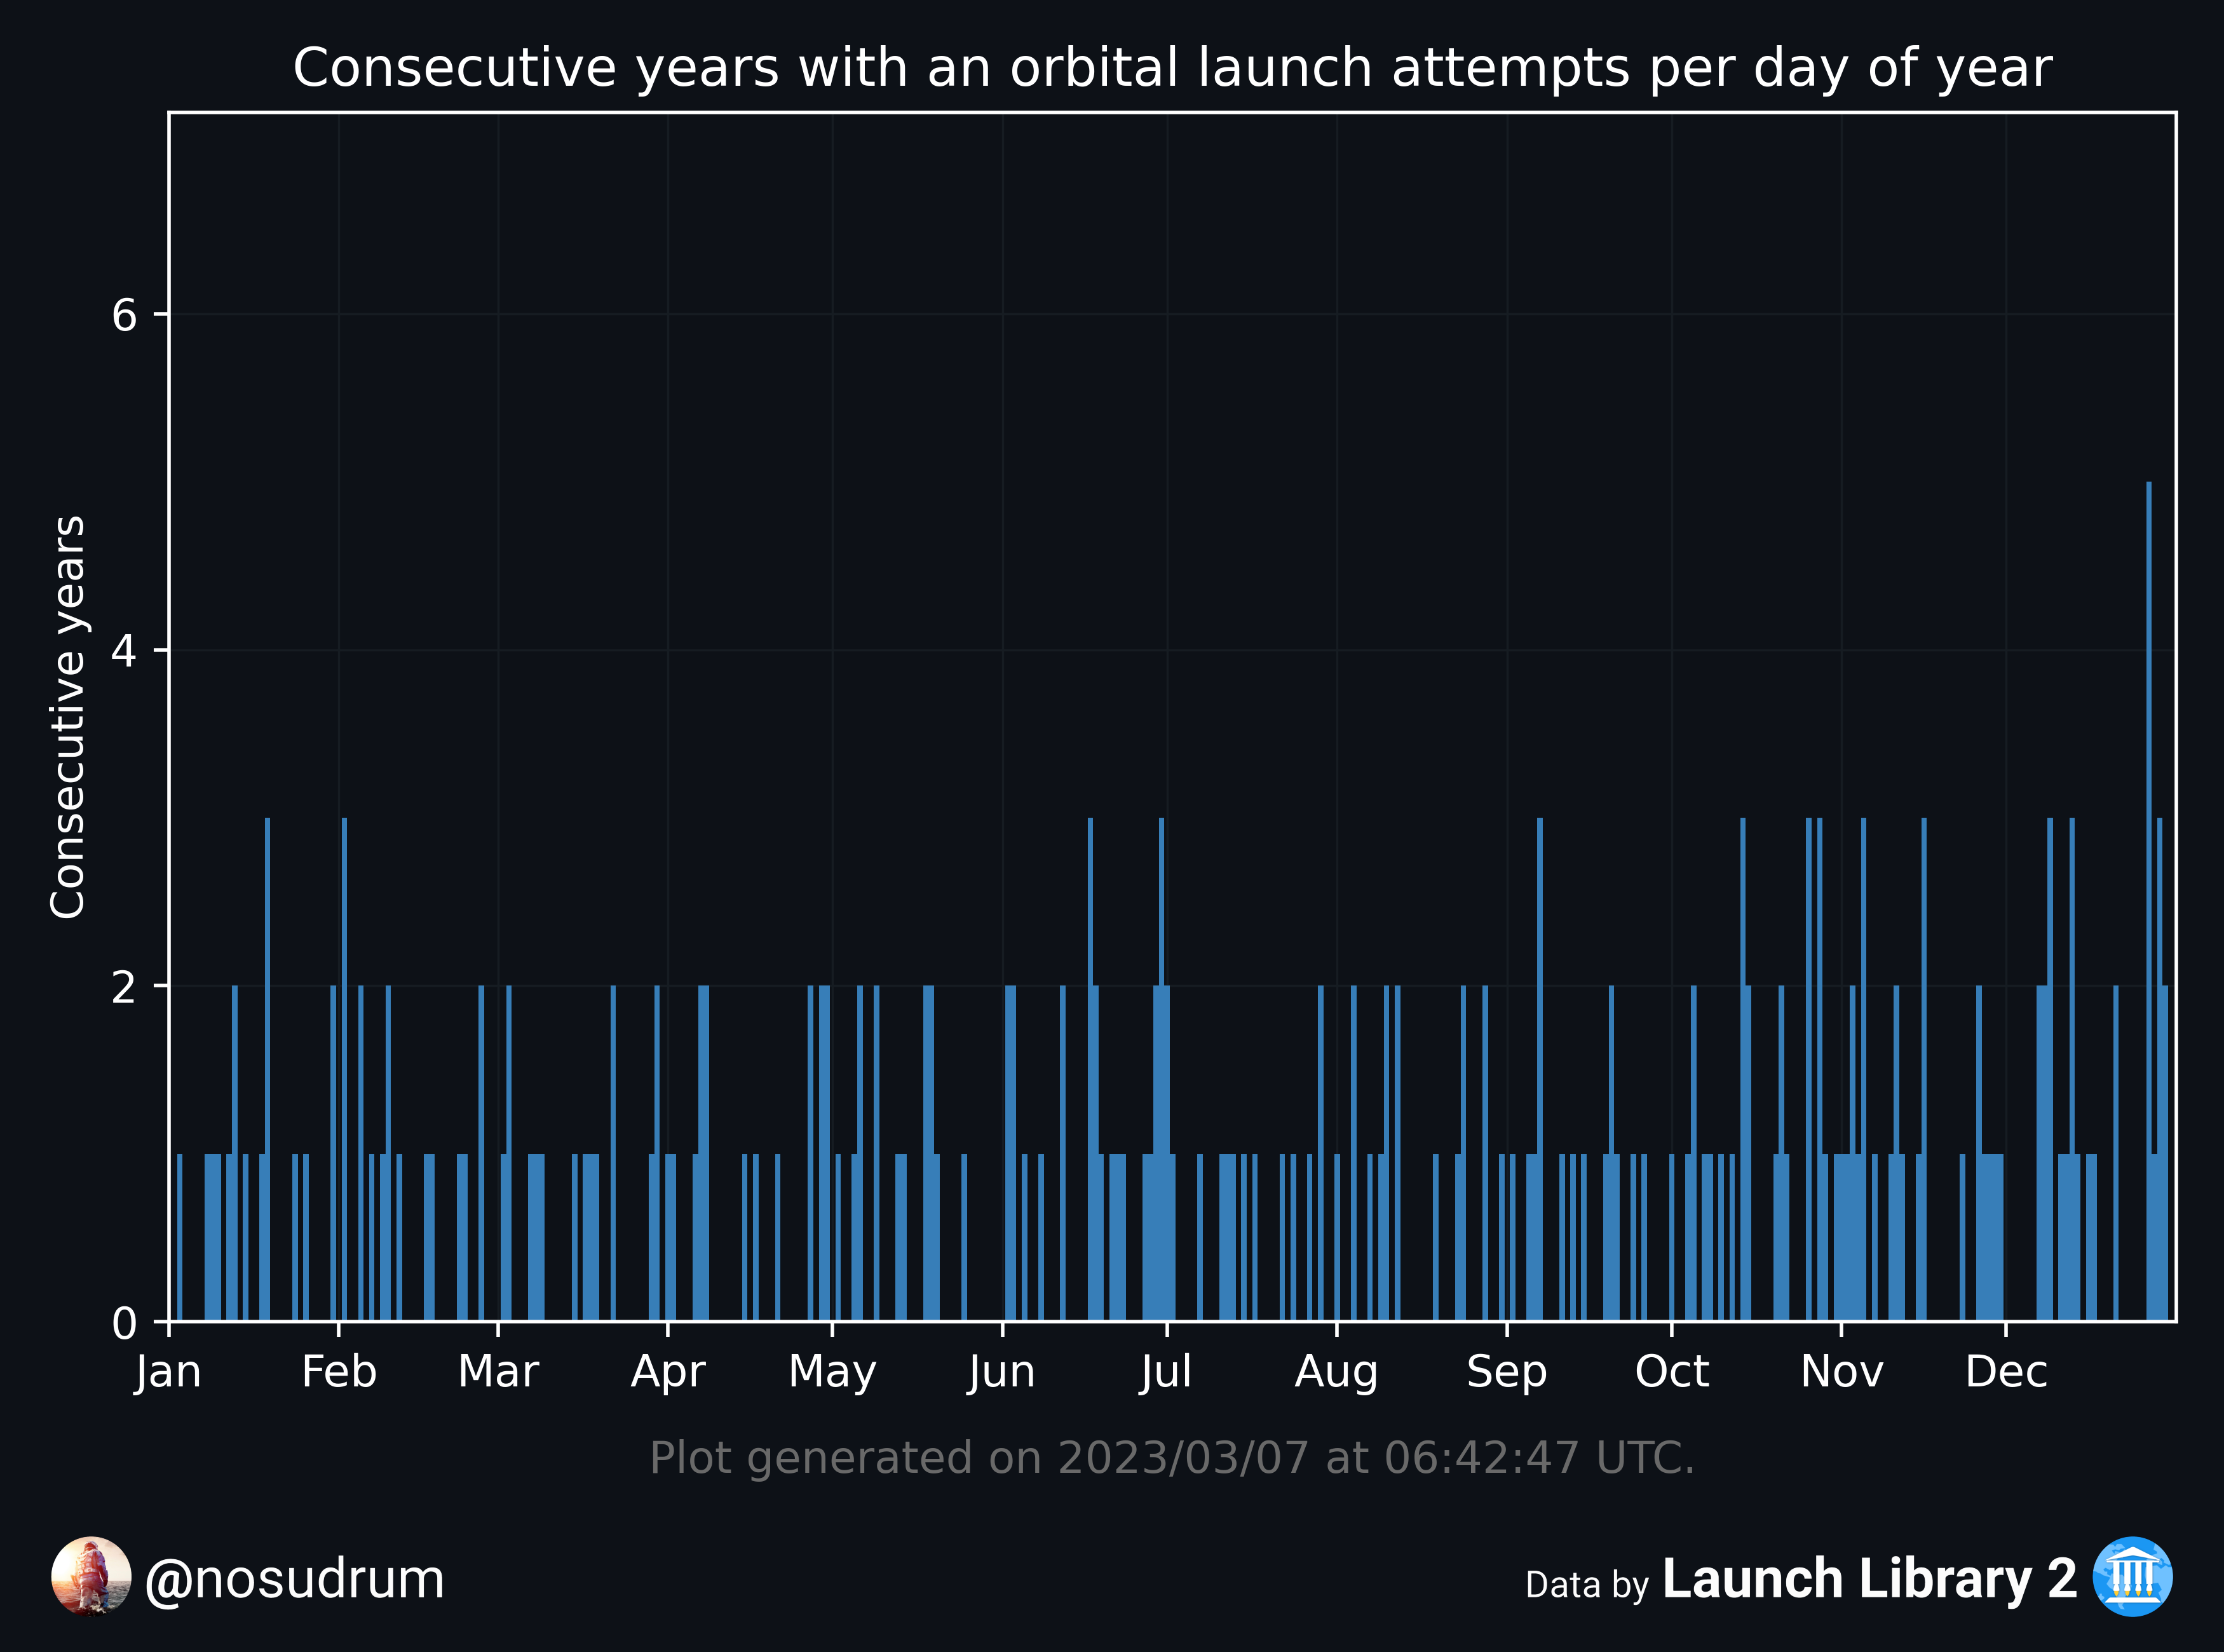 Consecutive years with an orbital launch attempts per day of year
Consecutive years
6
4
2
0
Jan Feb Mar Apr May Jun Jul Aug Sep Oct Nov Dec
Plot generated on 2023/03/07 at 06:42:47 UTC.
@nosudrum
Data by Launch Library 2